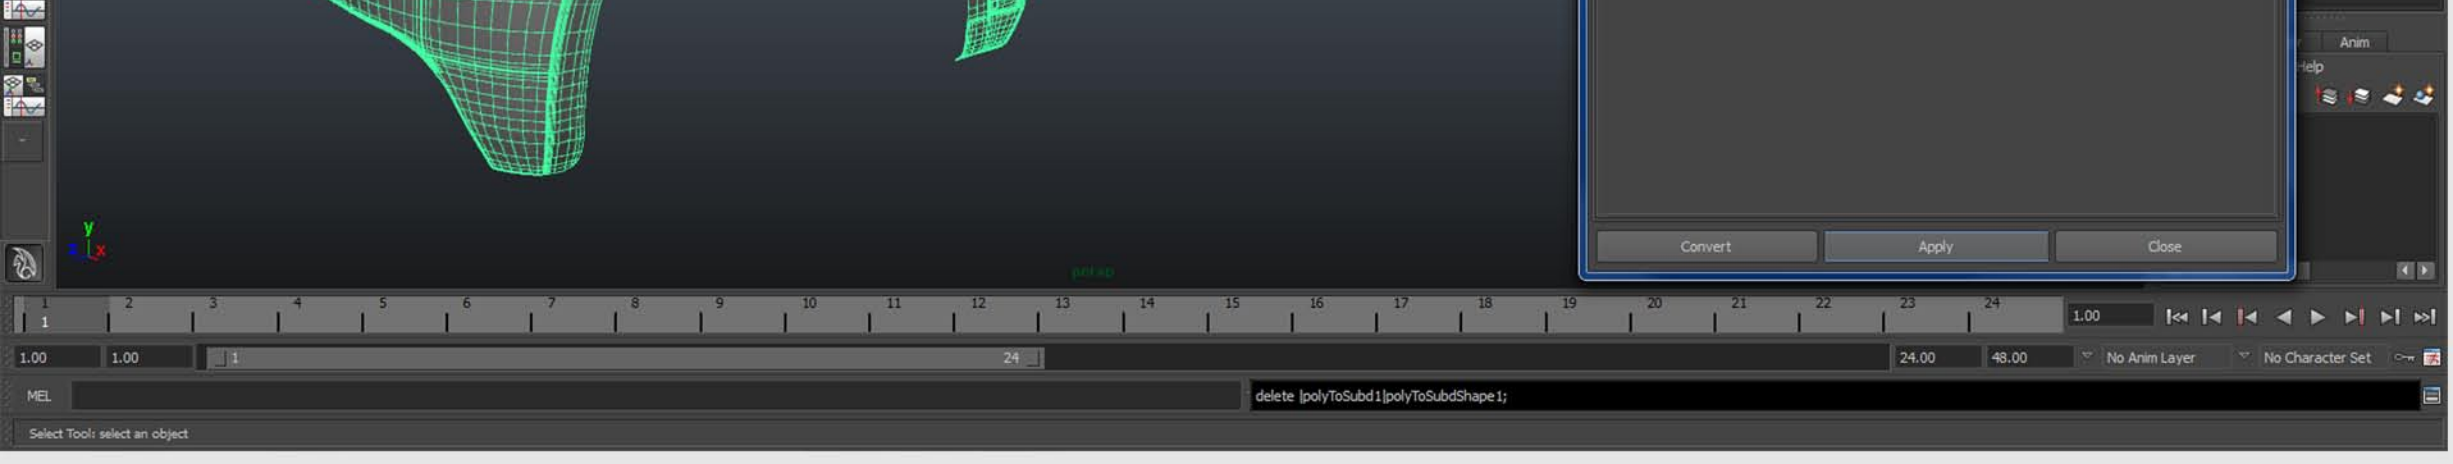 Anim
Help
y
x
persp
Convert Apply Close
1 2 3 4 5 6 7 8 9 10 11 12 13 14 15 16 17 18 19 20 21 22 23 24
1
1.00
1.00 1.00 1 24 24.00 48.00 No Anim Layer No Character Set
MEL delete |polyToSubd1|polyToSubdShape1;
Select Tool: select an object